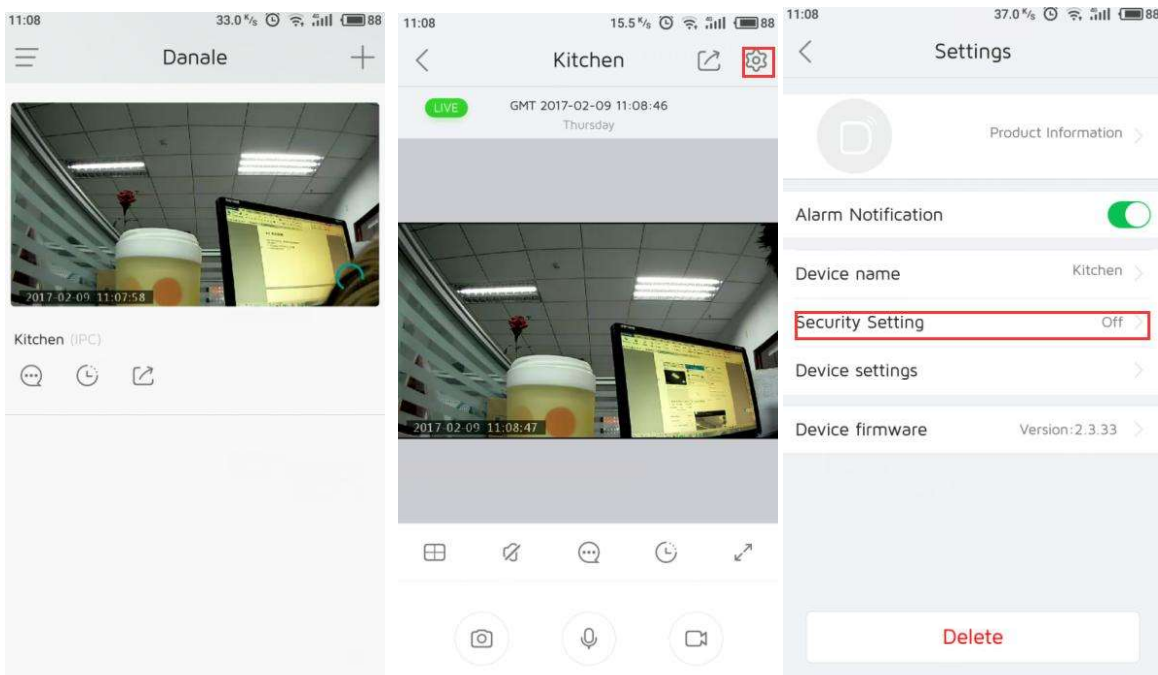 11:08
33.0 K/s
88
Danale
2017-02-09 11:07:58
Kitchen (IPC)
11:08
15.5 K/s
88
Kitchen
LIVE
GMT 2017-02-09 11:08:46
Thursday
2017-02-09 11:08:47
11:08
37.0 K/s
88
Settings
Product Information
Alarm Notification
Device name
Kitchen
Security Setting
Off
Device settings
Device firmware
Version:2.3.33
Delete